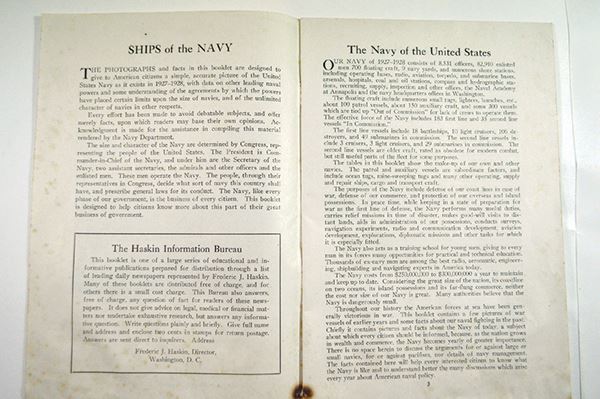 SHIPS of the NAVY
THE PHOTOGRAPHS and facts in this booklet are designed to
give to American citizens a simple, accurate picture of the United
States Navy as it exists in 1927-1928, with data on other leading naval
powers and some understanding of the agreements by which the powers
have placed certain limits upon the size of navies, and of the unlimited
character of navies in other respects.
Every effort has been made to avoid debatable subjects, and offer
merely facts, upon which readers may base their own opinions. Ac-
knowledgment is made for the assistance in compiling this material
rendered by the Navy Department.
The size and character of the Navy are determined by Congress, rep-
resenting the people of the United States. The President is Com-
mander-in-Chief of the Navy, and under him are the Secretary of the
Navy, two assistant secretaries, the admirals and other officers and the
enlisted men. These men operate the Navy. The people, through their
representatives in Congress, decide what sort of navy this country shall
have, and prescribe general laws for its conduct. The Navy, like every
phase of our government, is the business of every citizen. This booklet
is designed to help citizens know more about this part of their great
business of government.
The Haskin Information Bureau
This booklet is one of a large series of educational and in-
formative publications prepared for distribution through a list
of leading daily newspapers represented by Frederic J. Haskin.
Many of these booklets are distributed free of charge, and for
others there is a small cost charge. This Bureau also answers,
free of charge, any question of fact for readers of these news-
papers. It does not give advice on legal, medical or financial mat-
ters nor undertake exhaustive research, but answers any informa-
tive question. Write questions plainly and briefly. Give full name
and address and enclose two cents in stamps for return postage.
Answers are sent direct to inquirers. Address
Frederic J. Haskin, Director,
Washington, D. C.
The Navy of the United States
OUR NAVY of 1927-1928 consists of 8,531 officers, 82,910 enlisted
men 700 floating craft, 9 navy yards, and numerous shore stations,
including operating bases, radio, aviation, torpedo, and submarine bases,
arsenals, hospitals, coal and oil stations, compass and hydrographic sta-
tions, recruiting, supply, inspection and other offices, the Naval Academy
at Annapolis and the navy headquarters offices in Washington.
The floating craft include numerous small tugs, lighters, launches, etc.,
about 100 patrol vessels, about 150 auxiliary craft, and some 300 vessels
which are tied up "Out of Commission" for lack of crews to operate them.
The effective force of the Navy includes 183 first line and 35 second line
vessels "In Commission."
The first line vessels include 18 battleships, 10 light cruisers, 106 de-
stroyers, and 49 submarines in commission. The second line vessels in-
clude 3 cruisers, 3 light cruisers, and 29 submarines in commission. The
second line vessels are older craft, rated as obsolete for modern combat,
but still useful parts of the fleet for some purposes.
The tables in this booklet show the make-up of our own and other
navies. The patrol and auxiliary vessels are subordinate factors, and
include ocean tugs, mine-sweeping tugs and many other operating, supply
and repair ships, cargo and transport craft.
The purposes of the Navy include defense of our coast lines in case of
war, defense of our commerce, and protection of our overseas and island
possessions. In peace time, while keeping in a state of preparation for
war as the first line of defense, the Navy performs many useful duties,
carries relief missions in time of disaster, makes good-will visits to dis-
tant lands, aids in administration of our possessions, conducts surveys,
navigation experiments, radio and communication development, aviation
development, explorations, diplomatic missions and other tasks for which
it is especially fitted.
The Navy also acts as a training school for young men, giving to every
man in its forces many opportunities for practical and technical education.
Thousands of ex-navy men are among the best radio, aeronautic, engineer-
ing, shipbuilding and navigating experts in America today.
The Navy costs from $250,000,000 to $300,000,000 a year to maintain
and keep up to date. Considering the great size of the nation, its coastline
on two oceans, its island possessions and its far-flung commerce, neither
the cost nor size of our Navy is great. Many authorities believe that the
Navy is dangerously small.
Throughout our history the American forces at sea have been gen-
erally victorious in war. This booklet contains a few pictures of war
vessels of earlier years and some facts about our naval fighting in the past.
Chiefly it contains pictures and facts about the Navy of today, a subject
about which every citizen should be informed, because, as the nation grows
in wealth and commerce, the Navy becomes yearly of greater importance.
There is no space herein to discuss the arguments for or against large or
small navies, for or against pacifism, nor details of navy management.
The facts contained here will help every interested citizen to know what
the Navy is like and to understand better the many discussions which arise
every year about American naval policy.
3